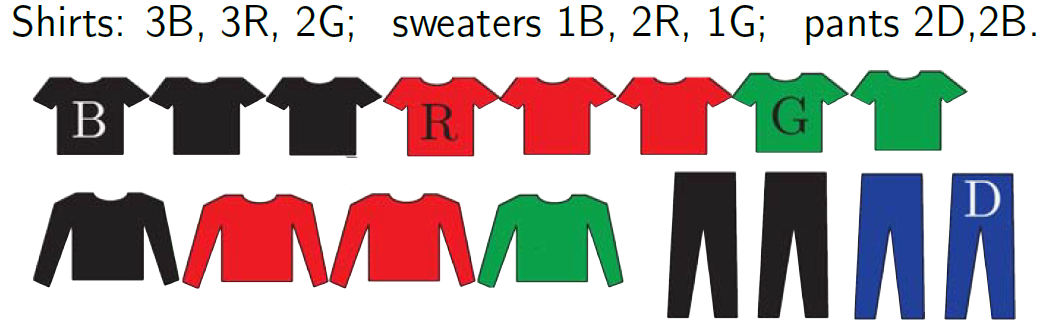 Shirts: 3B, 3R, 2G; sweaters 1B, 2R, 1G; pants 2D,2B.
B R G
D